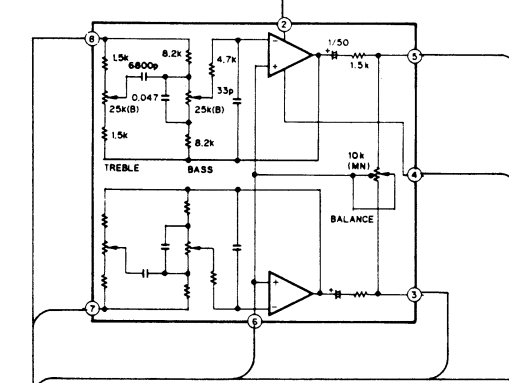 2
8
5
1.5k
8.2k
6800p
4.7k
1/50
1.5k
25k(B)
0.047
25k(B)
33p
1.5k
8.2k
10k
(MN)
4
TREBLE
BASS
BALANCE
7
6
3
+
-
+
+
+
-